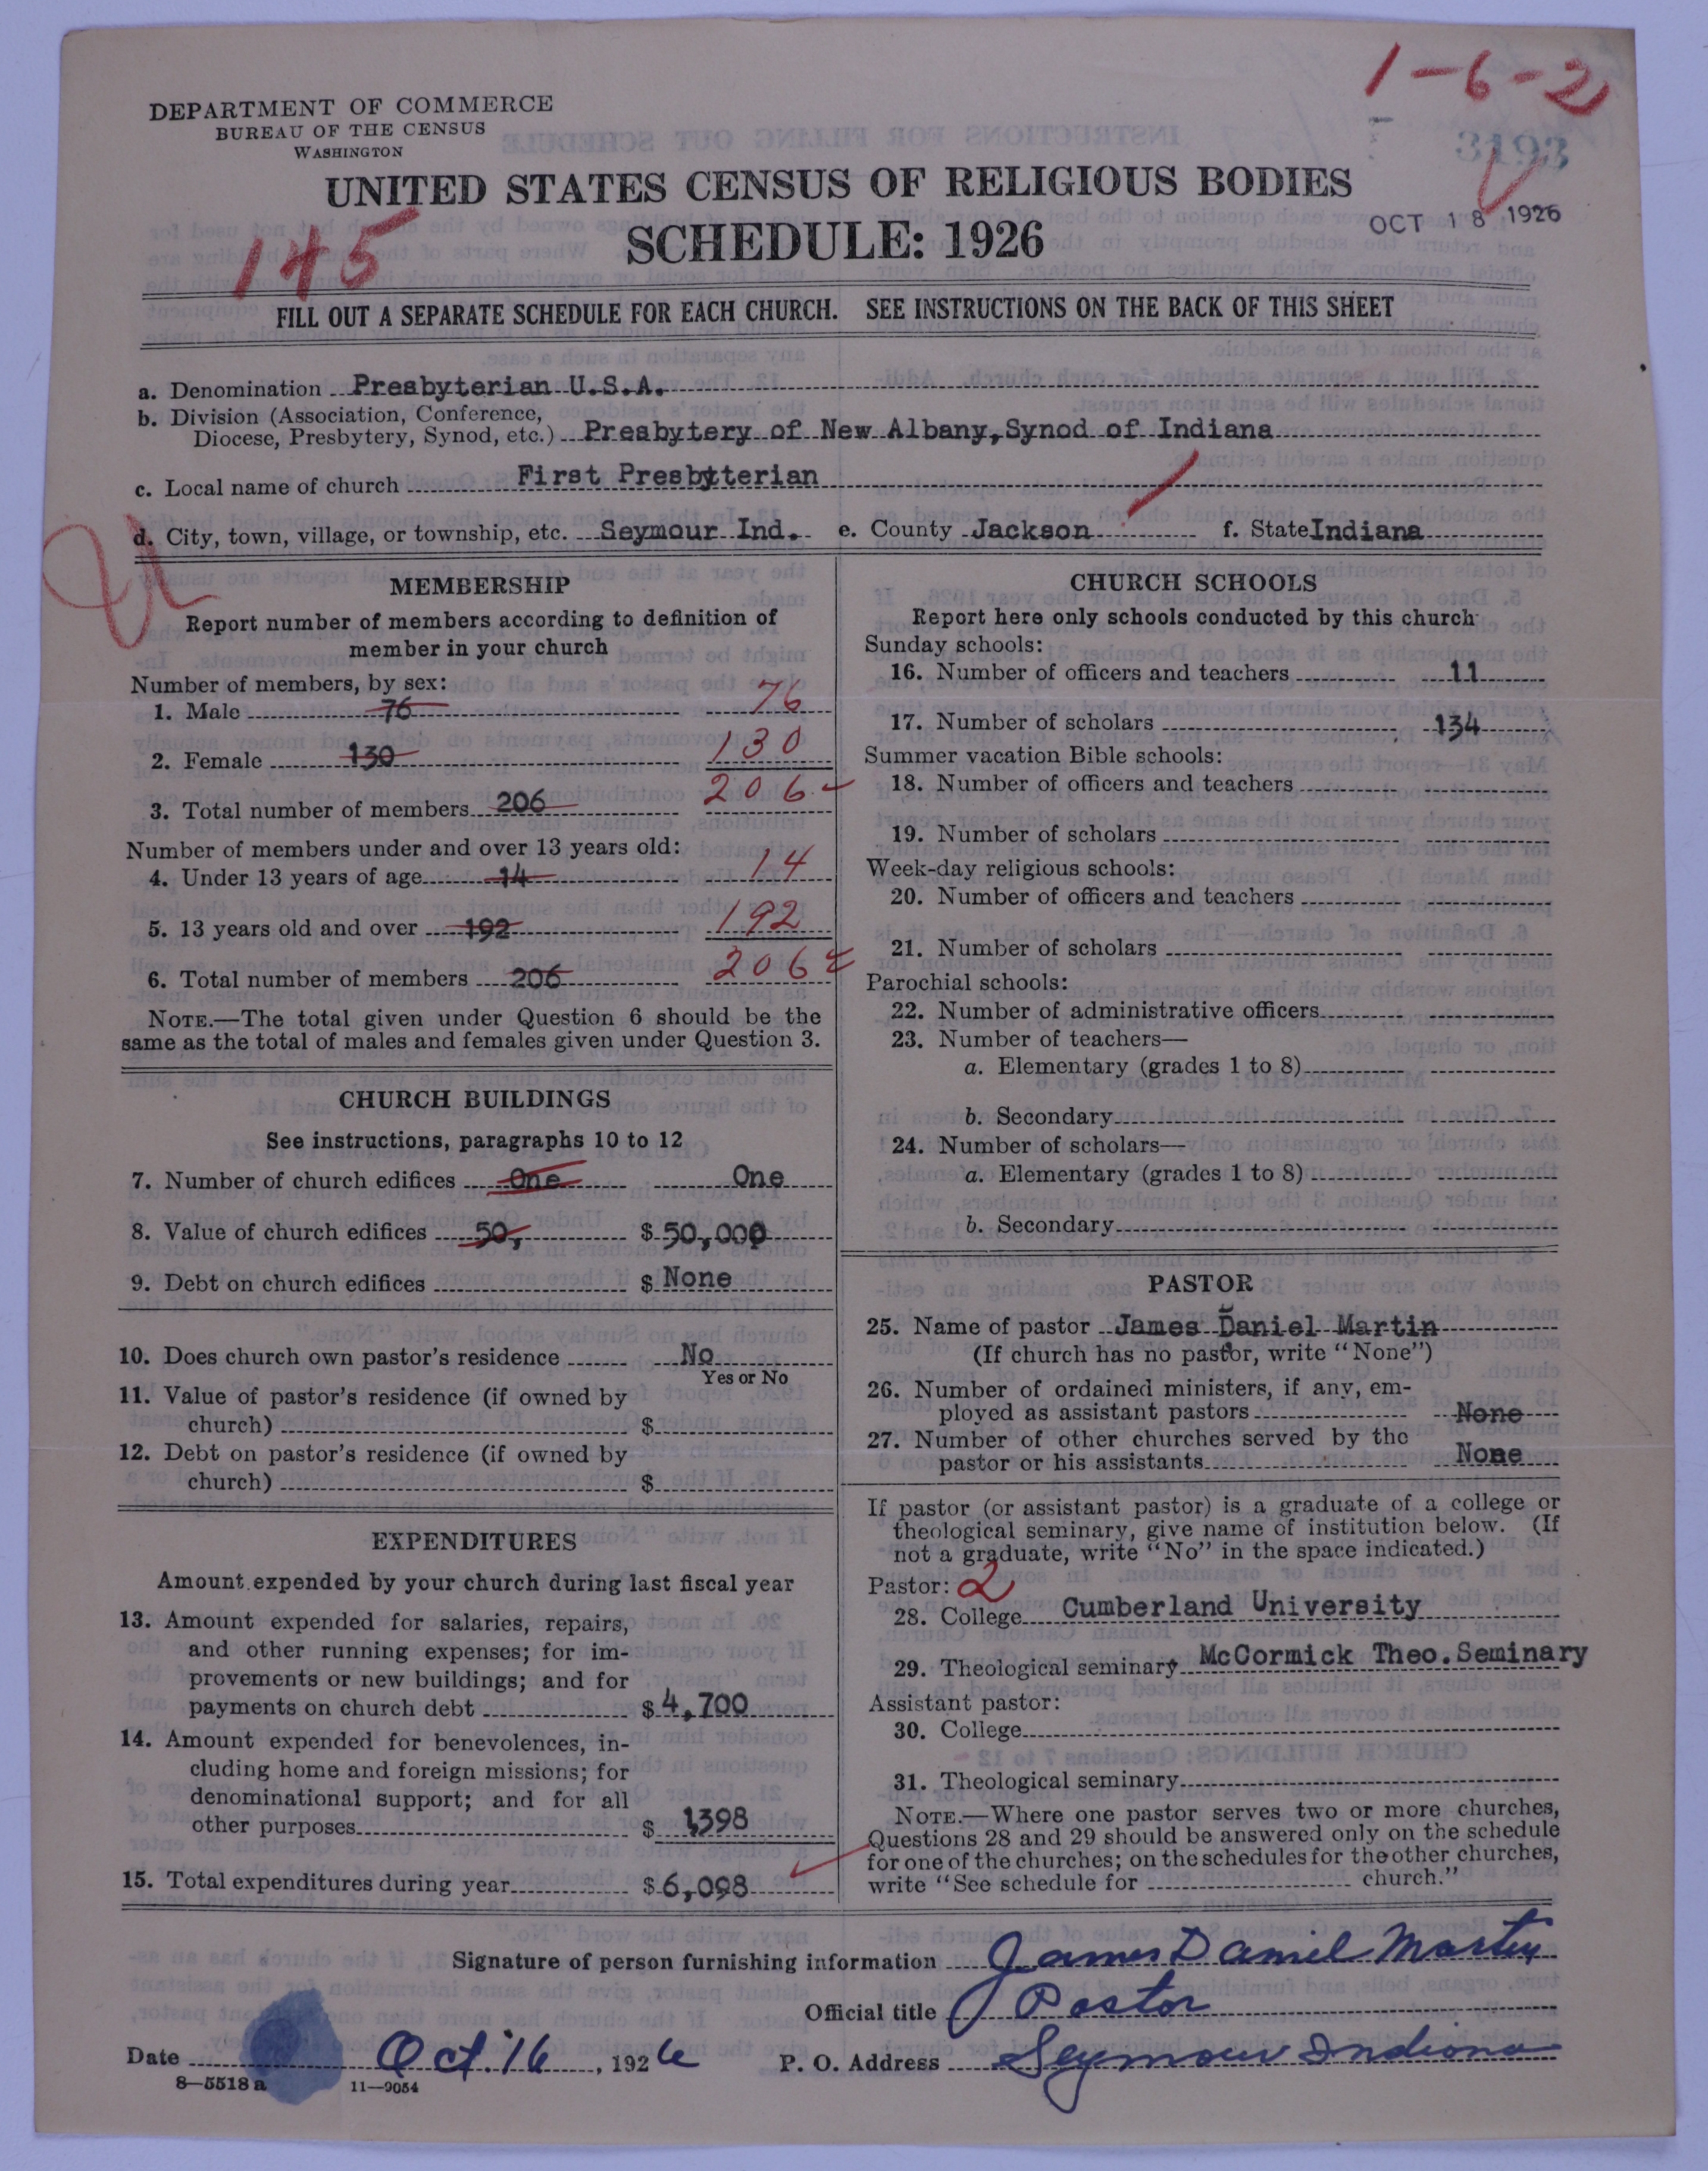 1-6-2
3193
DEPARTMENT OF COMMERCE
BUREAU OF THE CENSUS
WASHINGTON
UNITED STATES CENSUS OF RELIGIOUS BODIES
OCT 18 1926
145
SCHEDULE: 1926
FILL OUT A SEPARATE SCHEDULE FOR EACH CHURCH. SEE INSTRUCTIONS ON THE BACK OF THIS SHEET
a. Denomination Presbyterian U.S.A.
b. Division (Association, Conference,
Diocese, Presbytery, Synod, etc.) Presbytery of New Albany, Synod of Indiana
c. Local name of church First Presbtterian
d. City, town, village, or township, etc. Seymour Ind. e. County Jackson f. State Indiana
MEMBERSHIP
Report number of members according to definition of
member in your church
Number of members, by sex:
1. Male 76 76
2. Female 130 130
3. Total number of members 206 206
Number of members under and over 13 years old:
4. Under 13 years of age 14 14
5. 13 years old and over 192 192
6. Total number of members 206 206
NOTE.—The total given under Question 6 should be the
same as the total of males and females given under Question 3.
CHURCH BUILDINGS
See instructions, paragraphs 10 to 12
7. Number of church edifices One One
8. Value of church edifices 50, $ 50,000
9. Debt on church edifices $ None
10. Does church own pastor's residence No
Yes or No
11. Value of pastor's residence (if owned by
church) $
12. Debt on pastor's residence (if owned by
church) $
EXPENDITURES
Amount expended by your church during last fiscal year
13. Amount expended for salaries, repairs,
and other running expenses; for im-
provements or new buildings; and for
payments on church debt $ 4,700
14. Amount expended for benevolences, in-
cluding home and foreign missions; for
denominational support; and for all
other purposes $ 1,398
15. Total expenditures during year $ 6,098
CHURCH SCHOOLS
Report here only schools conducted by this church
Sunday schools:
16. Number of officers and teachers 11
17. Number of scholars 134
Summer vacation Bible schools:
18. Number of officers and teachers
19. Number of scholars
Week-day religious schools:
20. Number of officers and teachers
21. Number of scholars
Parochial schools:
22. Number of administrative officers
23. Number of teachers—
a. Elementary (grades 1 to 8)
b. Secondary
24. Number of scholars—
a. Elementary (grades 1 to 8)
b. Secondary
PASTOR
25. Name of pastor James Daniel Martin
(If church has no pastor, write "None")
26. Number of ordained ministers, if any, em-
ployed as assistant pastors None
27. Number of other churches served by the
pastor or his assistants None
If pastor (or assistant pastor) is a graduate of a college or
theological seminary, give name of institution below. (If
not a graduate, write "No" in the space indicated.)
Pastor: 2
28. College Cumberland University
29. Theological seminary McCormick Theo. Seminary
Assistant pastor:
30. College
31. Theological seminary
NOTE.—Where one pastor serves two or more churches,
Questions 28 and 29 should be answered only on the schedule
for one of the churches; on the schedules for the other churches,
write "See schedule for church."
Signature of person furnishing information James Daniel Martin
Official title Pastor
Date Oct. 16, 1926 P. O. Address Seymour Indiana
8—5518 a 11—9054